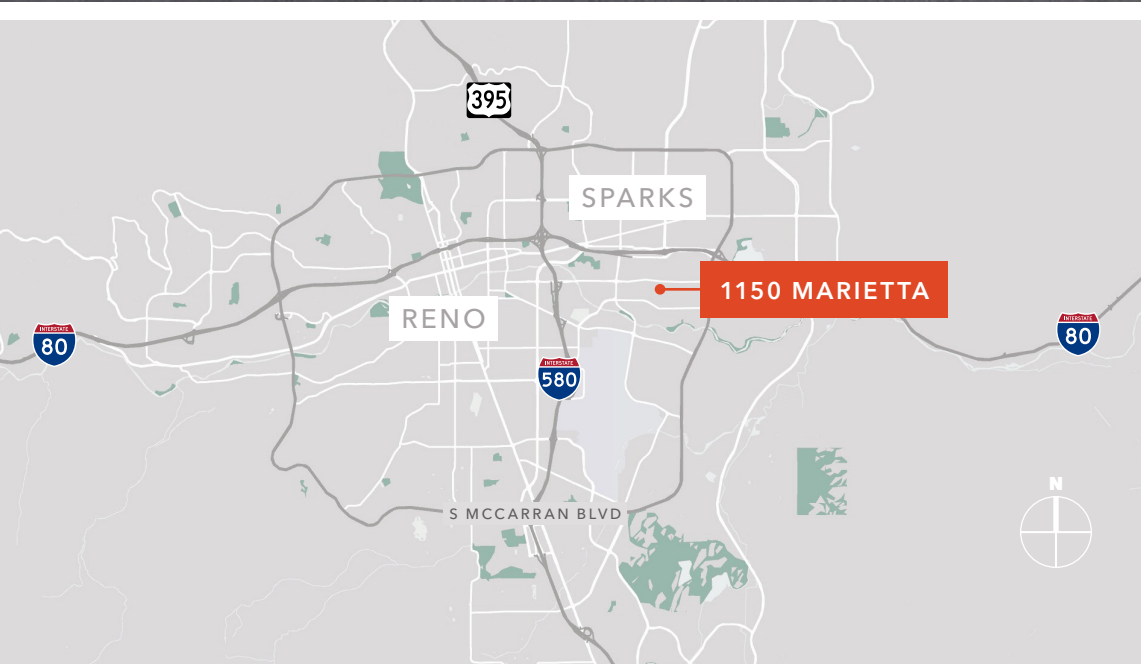 395
SPARKS
1150 MARIETTA
RENO
INTERSTATE
80
INTERSTATE
80
INTERSTATE
580
N
S MCCARRAN BLVD